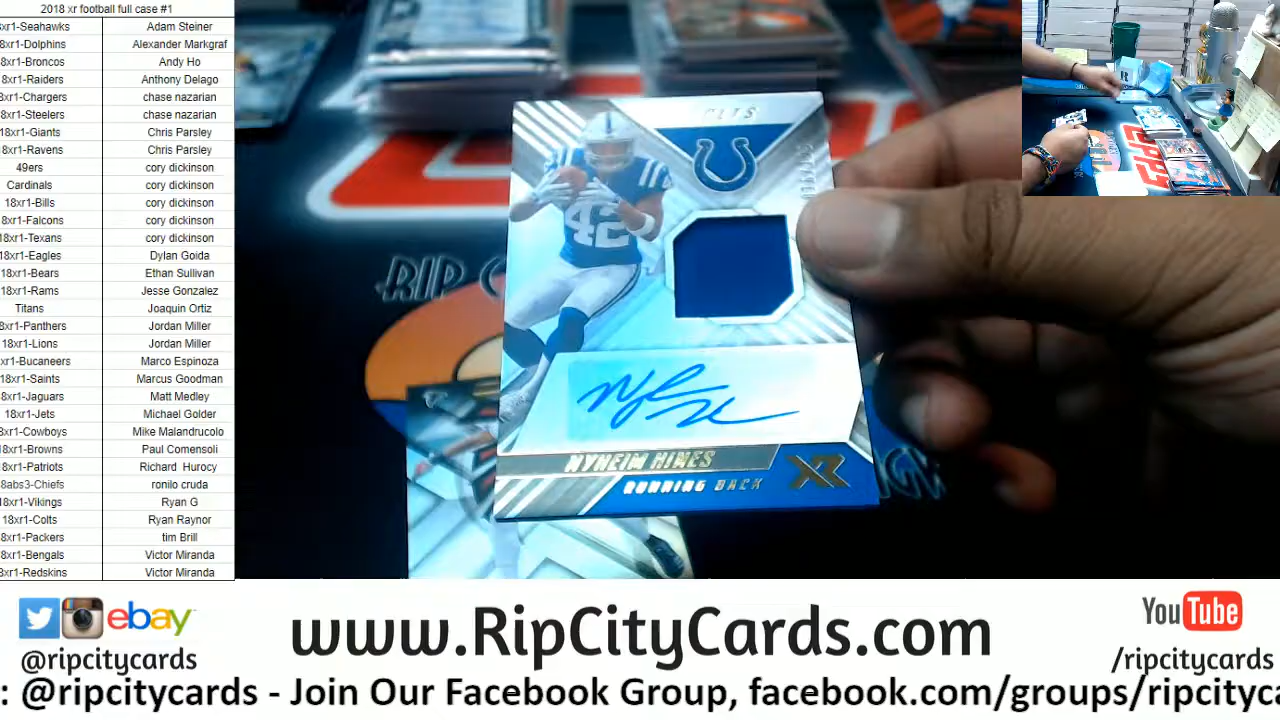 2018 xr football full case #1
8xr1-Seahawks Adam Steiner
8xr1-Dolphins Alexander Markgraf
8xr1-Broncos Andy Ho
8xr1-Raiders Anthony Delago
8xr1-Chargers chase nazarian
8xr1-Steelers chase nazarian
8xr1-Giants Chris Parsley
8xr1-Ravens Chris Parsley
49ers cory dickinson
Cardinals cory dickinson
18xr1-Bills cory dickinson
8xr1-Falcons cory dickinson
18xr1-Texans cory dickinson
18xr1-Eagles Dylan Goida
18xr1-Bears Ethan Sullivan
18xr1-Rams Jesse Gonzalez
Titans Joaquin Ortiz
8xr1-Panthers Jordan Miller
18xr1-Lions Jordan Miller
xr1-Bucaneers Marco Espinoza
18xr1-Saints Marcus Goodman
8xr1-Jaguars Matt Medley
18xr1-Jets Michael Golder
8xr1-Cowboys Mike Malandrucolo
18xr1-Browns Paul Comensoli
8xr1-Patriots Richard Hurocy
8abs3-Chiefs ronilo cruda
18xr1-Vikings Ryan G
18xr1-Colts Ryan Raynor
8xr1-Packers tim Brill
8xr1-Bengals Victor Miranda
8xr1-Redskins Victor Miranda
42
NYHEIM HINES
RUNNING BACK
XR
RIP
ebay
@ripcitycards
www.RipCityCards.com
YouTube
/ripcitycards
: @ripcitycards - Join Our Facebook Group, facebook.com/groups/ripcityca